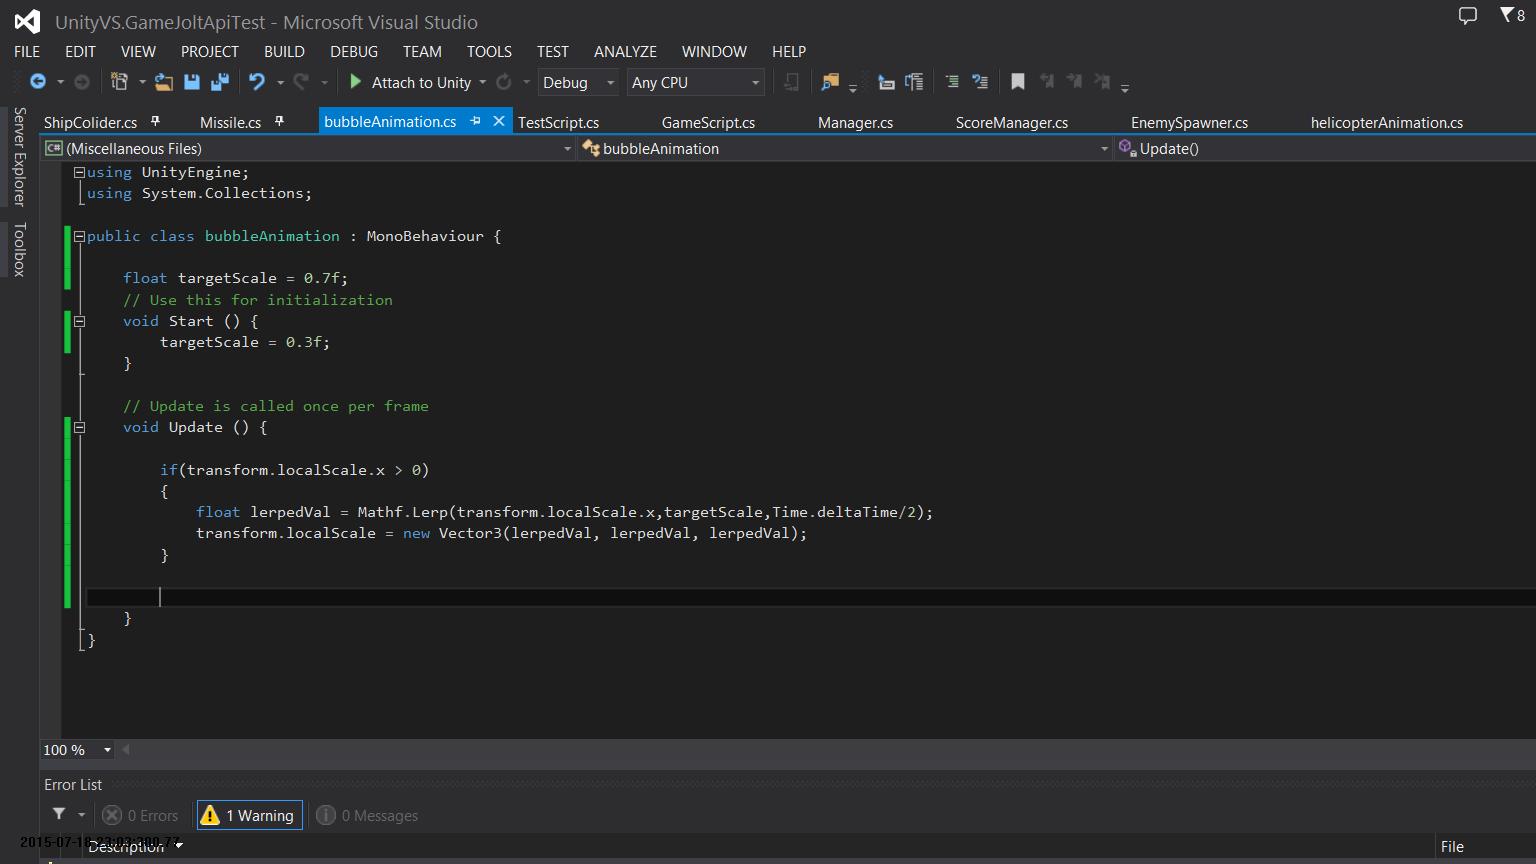 UnityVS.GameJoltApiTest - Microsoft Visual Studio
8
FILE EDIT VIEW PROJECT BUILD DEBUG TEAM TOOLS TEST ANALYZE WINDOW HELP
Attach to Unity Debug Any CPU
Server Explorer
Toolbox
ShipColider.cs Missile.cs bubbleAnimation.cs TestScript.cs GameScript.cs Manager.cs ScoreManager.cs EnemySpawner.cs helicopterAnimation.cs
C# (Miscellaneous Files) bubbleAnimation Update()
using UnityEngine;
using System.Collections;
public class bubbleAnimation : MonoBehaviour {
float targetScale = 0.7f;
// Use this for initialization
void Start () {
targetScale = 0.3f;
}
// Update is called once per frame
void Update () {
if(transform.localScale.x > 0)
{
float lerpedVal = Mathf.Lerp(transform.localScale.x,targetScale,Time.deltaTime/2);
transform.localScale = new Vector3(lerpedVal, lerpedVal, lerpedVal);
}
}
}
100 %
Error List
0 Errors 1 Warning 0 Messages
Description File